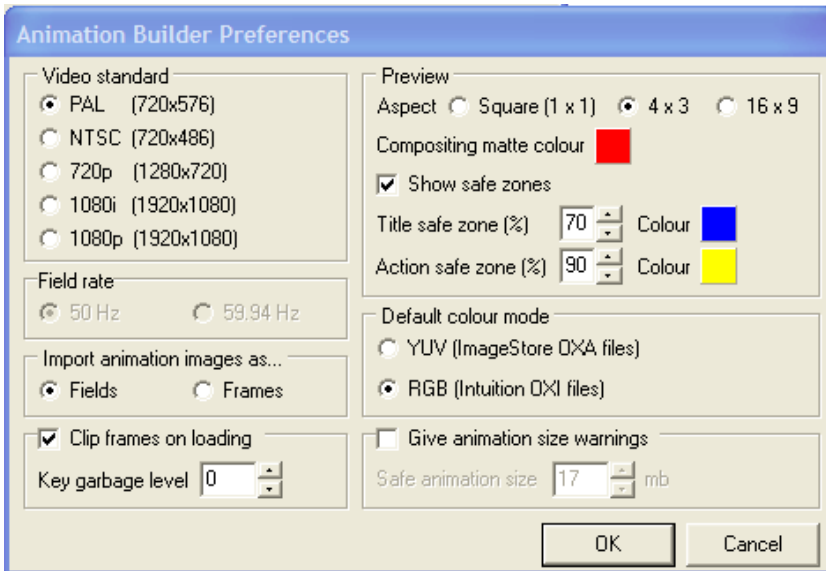 Animation Builder Preferences
Video standard
PAL (720x576)
NTSC (720x486)
720p (1280x720)
1080i (1920x1080)
1080p (1920x1080)
Field rate
50 Hz 59.94 Hz
Import animation images as...
Fields Frames
Clip frames on loading
Key garbage level 0
Preview
Aspect Square (1 x 1) 4 x 3 16 x 9
Compositing matte colour
Show safe zones
Title safe zone (%) 70 Colour
Action safe zone (%) 90 Colour
Default colour mode
YUV (ImageStore OXA files)
RGB (Intuition OXI files)
Give animation size warnings
Safe animation size 17 mb
OK Cancel